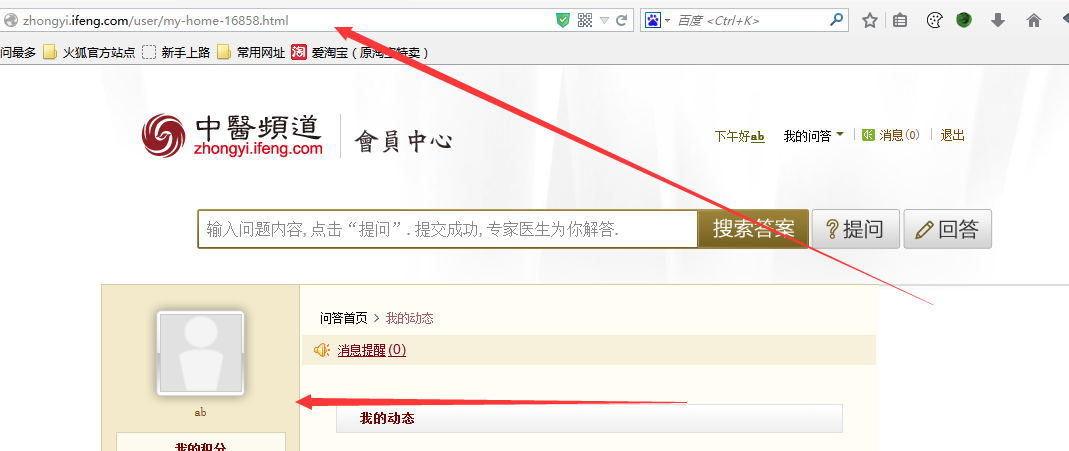 zhongyi.ifeng.com/user/my-home-16858.html
百度 <Ctrl+K>
问最多 火狐官方站点 新手上路 常用网址 淘 爱淘宝（原淘宝特卖）
中醫頻道
zhongyi.ifeng.com
會員中心
下午好ab 我的问答 消息(0) 退出
输入问题内容,点击“提问”.提交成功,专家医生为你解答.
搜索答案 提问 回答
问答首页 > 我的动态
消息提醒(0)
ab
我的动态
我的积分